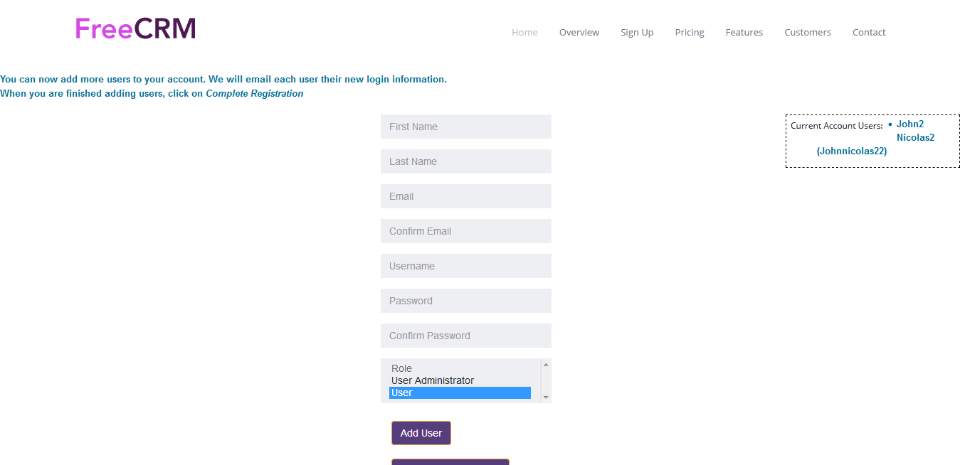 FreeCRM
Home Overview Sign Up Pricing Features Customers Contact
You can now add more users to your account. We will email each user their new login information.
When you are finished adding users, click on Complete Registration
First Name
Last Name
Email
Confirm Email
Username
Password
Confirm Password
Role
User Administrator
User
Add User
Current Account Users: • John2
Nicolas2
(Johnnicolas22)